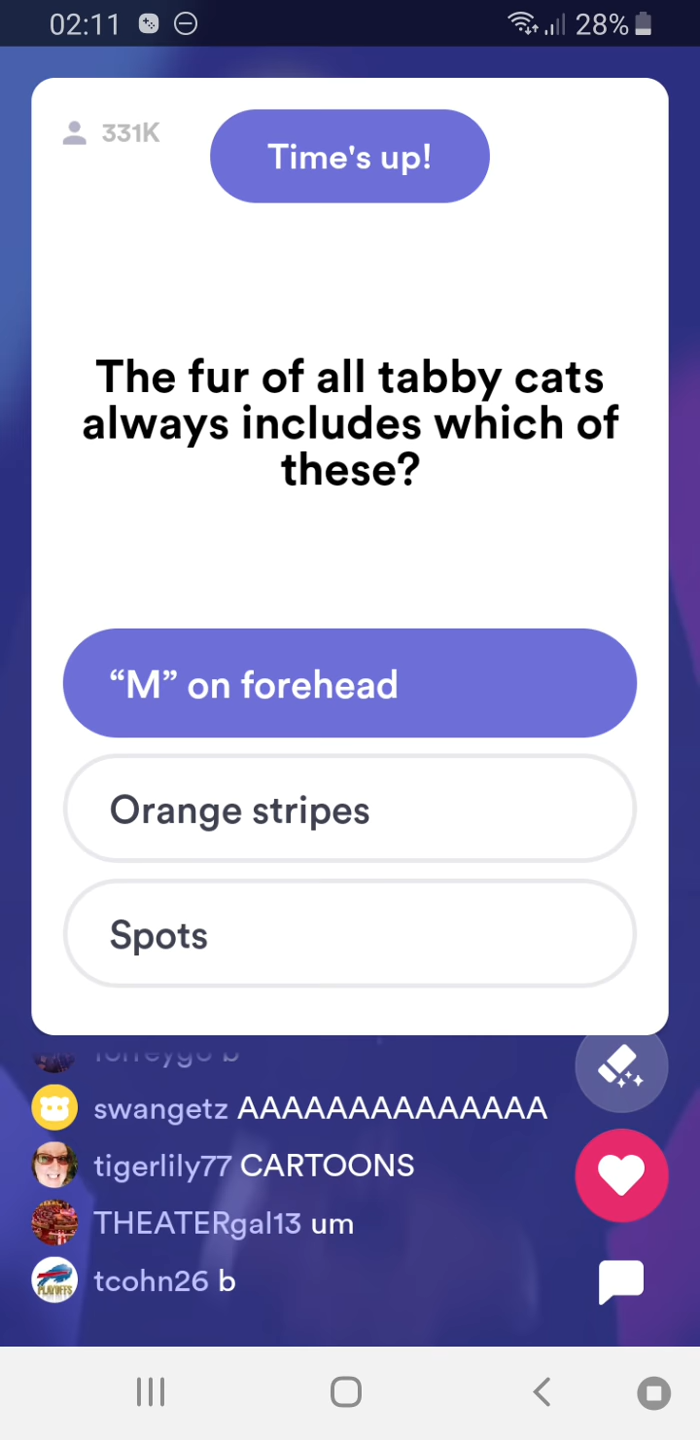 02:11 28%
331K
Time's up!
The fur of all tabby cats
always includes which of
these?
“M” on forehead
Orange stripes
Spots
swangetz AAAAAAAAAAAAAA
tigerlily77 CARTOONS
THEATERgal13 um
PLAYOFFS
tcohn26 b